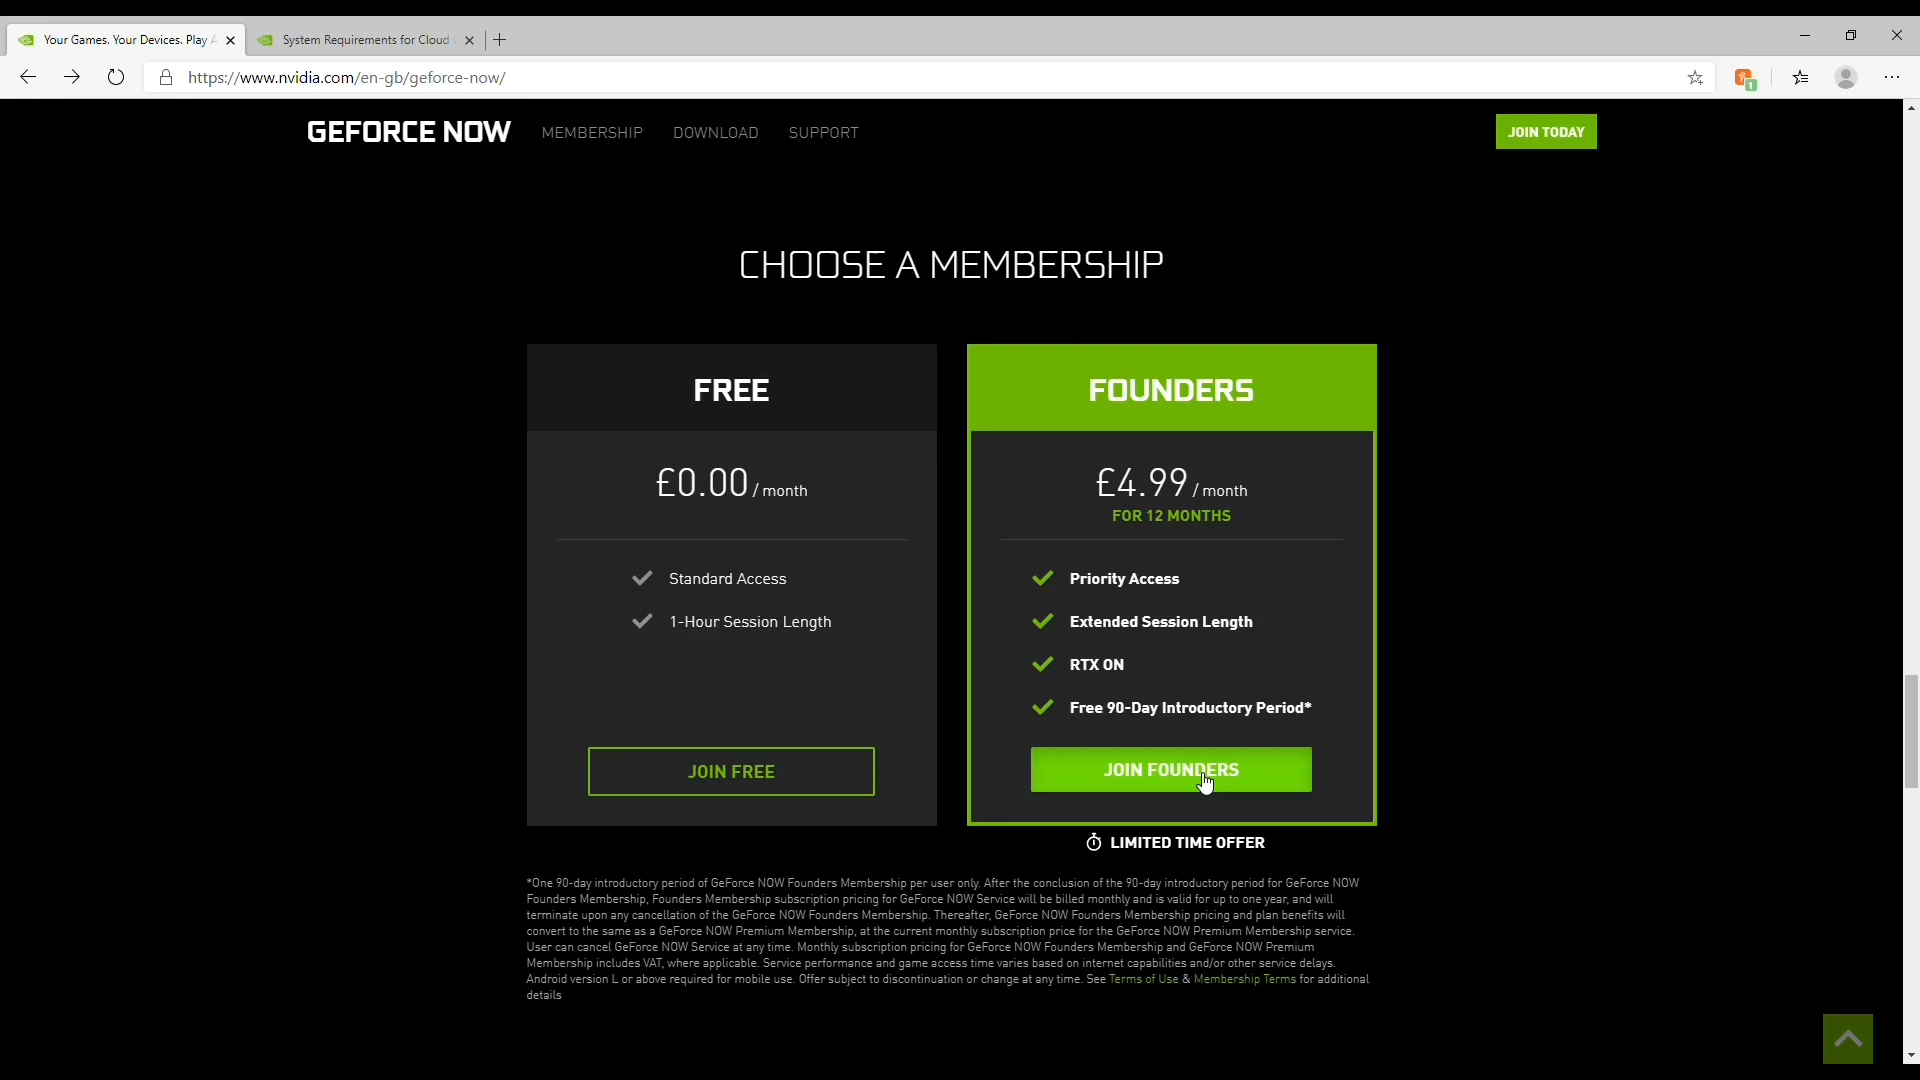 Your Games. Your Devices. Play A
System Requirements for Cloud
https://www.nvidia.com/en-gb/geforce-now/
1
GEFORCE NOW MEMBERSHIP DOWNLOAD SUPPORT JOIN TODAY
CHOOSE A MEMBERSHIP
FREE
£0.00 / month
Standard Access
1-Hour Session Length
JOIN FREE
FOUNDERS
£4.99 / month
FOR 12 MONTHS
Priority Access
Extended Session Length
RTX ON
Free 90-Day Introductory Period*
JOIN FOUNDERS
LIMITED TIME OFFER
*One 90-day introductory period of GeForce NOW Founders Membership per user only. After the conclusion of the 90-day introductory period for GeForce NOW
Founders Membership, Founders Membership subscription pricing for GeForce NOW Service will be billed monthly and is valid for up to one year, and will
terminate upon any cancellation of the GeForce NOW Founders Membership. Thereafter, GeForce NOW Founders Membership pricing and plan benefits will
convert to the same as a GeForce NOW Premium Membership, at the current monthly subscription price for the GeForce NOW Premium Membership service.
User can cancel GeForce NOW Service at any time. Monthly subscription pricing for GeForce NOW Founders Membership and GeForce NOW Premium
Membership includes VAT, where applicable. Service performance and game access time varies based on internet capabilities and/or other service delays.
Android version L or above required for mobile use. Offer subject to discontinuation or change at any time. See Terms of Use & Membership Terms for additional
details